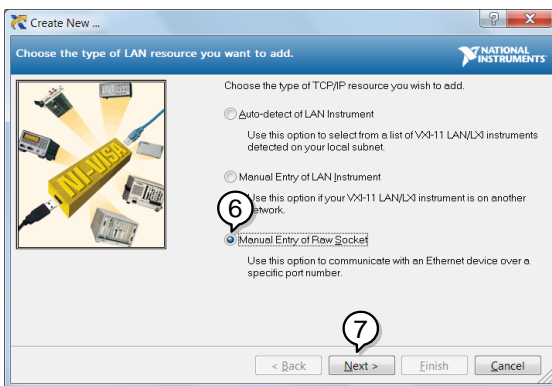 Create New ...
Choose the type of LAN resource you want to add.
NATIONAL
INSTRUMENTS
NI-VISA
Choose the type of TCP/IP resource you wish to add.
Auto-detect of LAN Instrument
Use this option to select from a list of VXI-11 LAN/LXI instruments
detected on your local subnet.
Manual Entry of LAN Instrument
Use this option if your VXI-11 LAN/LXI instrument is on another
network.
6
Manual Entry of Raw Socket
Use this option to communicate with an Ethernet device over a
specific port number.
7
< Back
Next >
Finish
Cancel